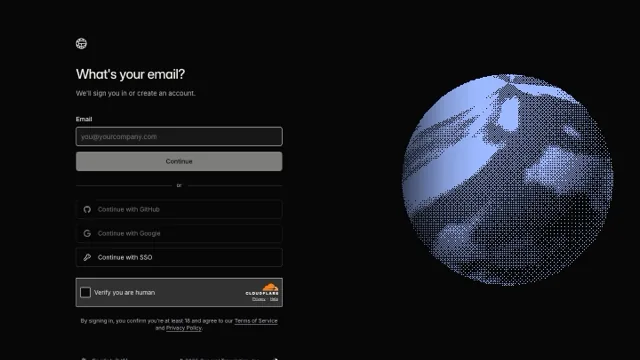 What's your email?
We'll sign you in or create an account.
Email
you@yourcompany.com
Continue
or
Continue with GitHub
Continue with Google
Continue with SSO
Verify you are human
CLOUDFLARE
Privacy • Help
By signing in, you confirm you're at least 16 and agree to our Terms of Service
and Privacy Policy.